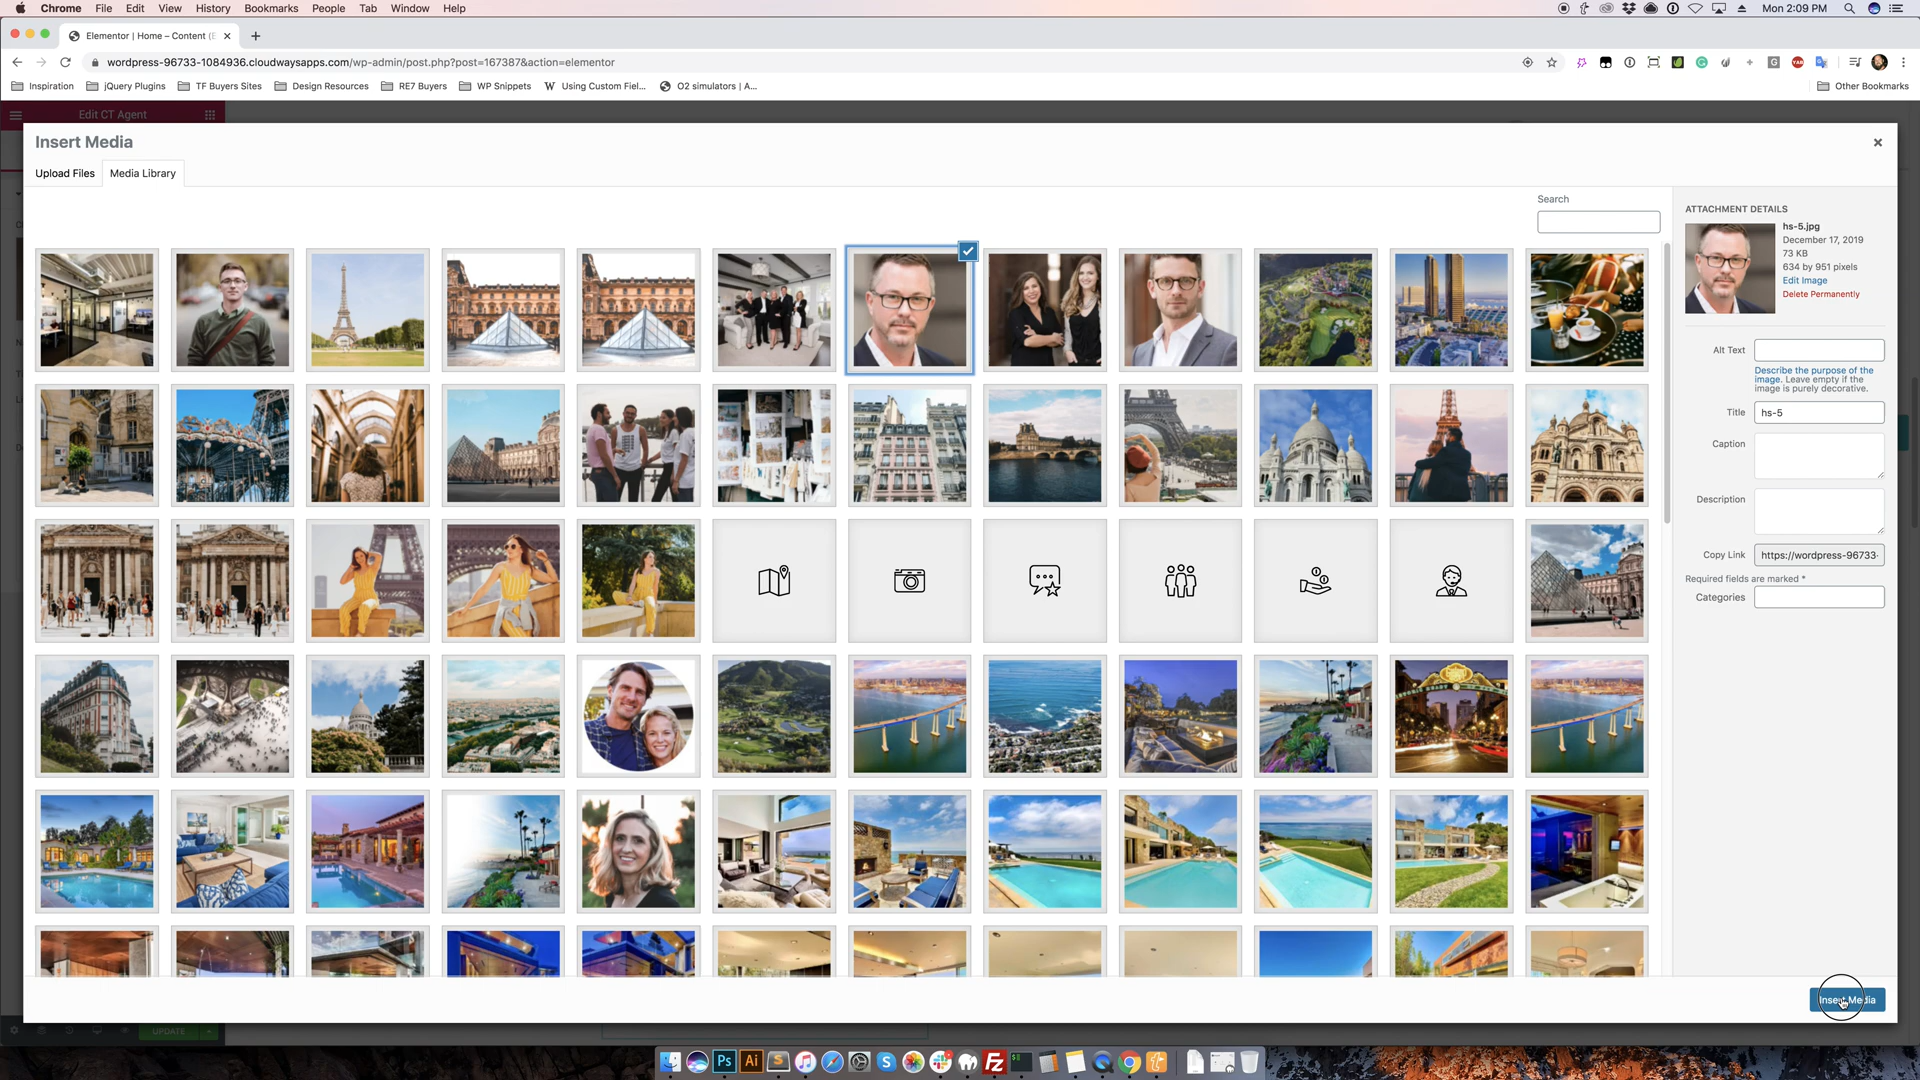 Chrome File Edit View History Bookmarks People Tab Window Help
Mon 2:09 PM
Elementor | Home – Content (E
wordpress-96733-1084936.cloudwaysapps.com/wp-admin/post.php?post=167387&action=elementor
Inspiration jQuery Plugins TF Buyers Sites Design Resources RE7 Buyers WP Snippets Using Custom Fiel... O2 simulators | A... Other Bookmarks
Edit CT Agent
Insert Media
Upload Files Media Library
Search
ATTACHMENT DETAILS
hs-5.jpg
December 17, 2019
73 KB
634 by 951 pixels
Edit Image
Delete Permanently
Alt Text
Describe the purpose of the
image. Leave empty if the
image is purely decorative.
Title hs-5
Caption
Description
Copy Link https://wordpress-96733-
Required fields are marked *
Categories
Insert Media
UPDATE
Ps Ai